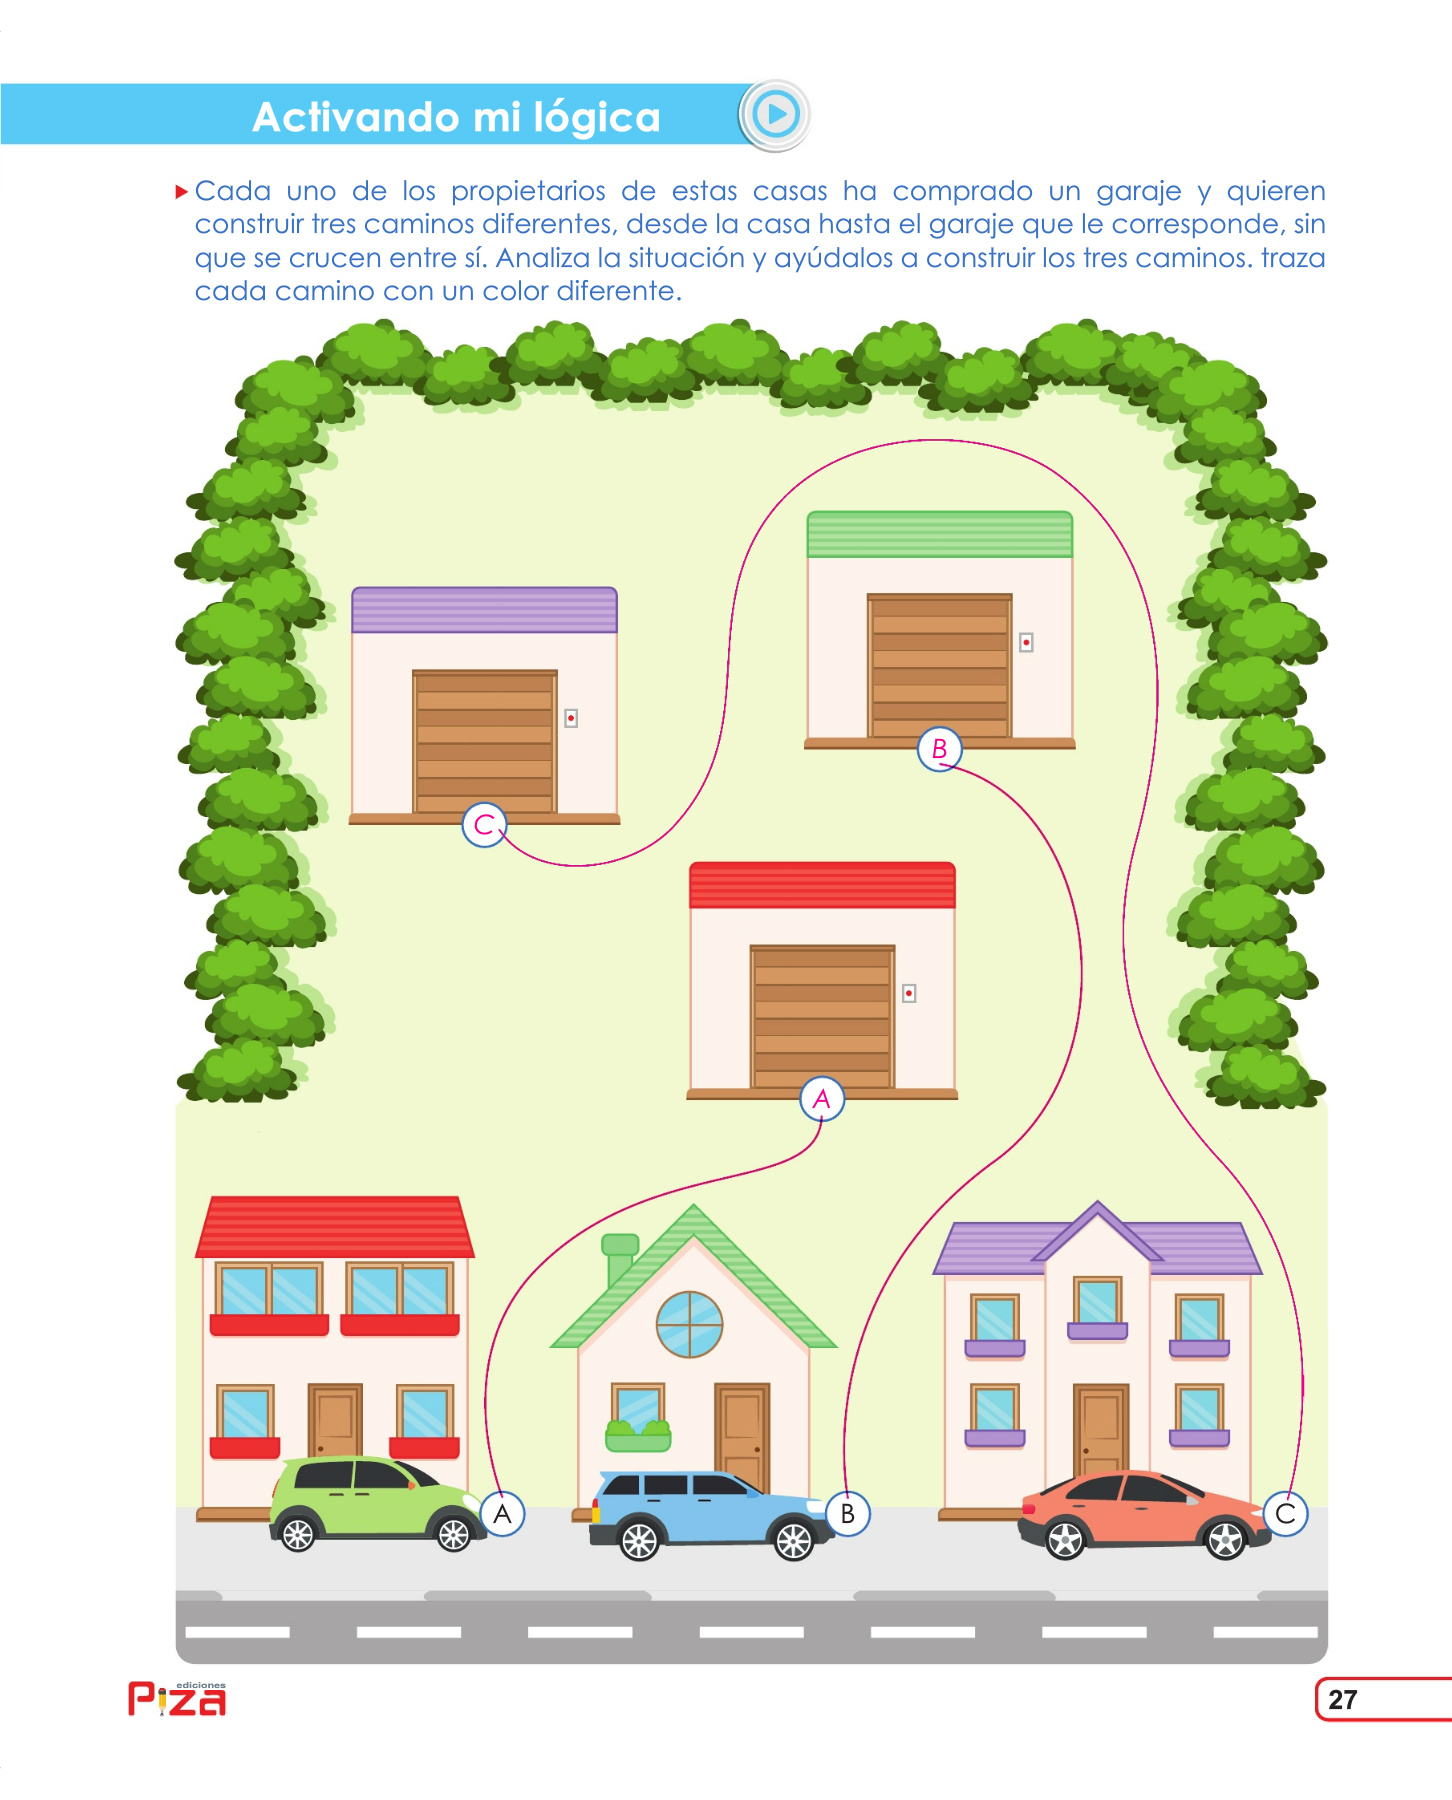 Activando mi lógica
Cada uno de los propietarios de estas casas ha comprado un garaje y quieren
construir tres caminos diferentes, desde la casa hasta el garaje que le corresponde, sin
que se crucen entre sí. Analiza la situación y ayúdalos a construir los tres caminos. traza
cada camino con un color diferente.
B
C
A
A
B
C
ediciones
Piza
27